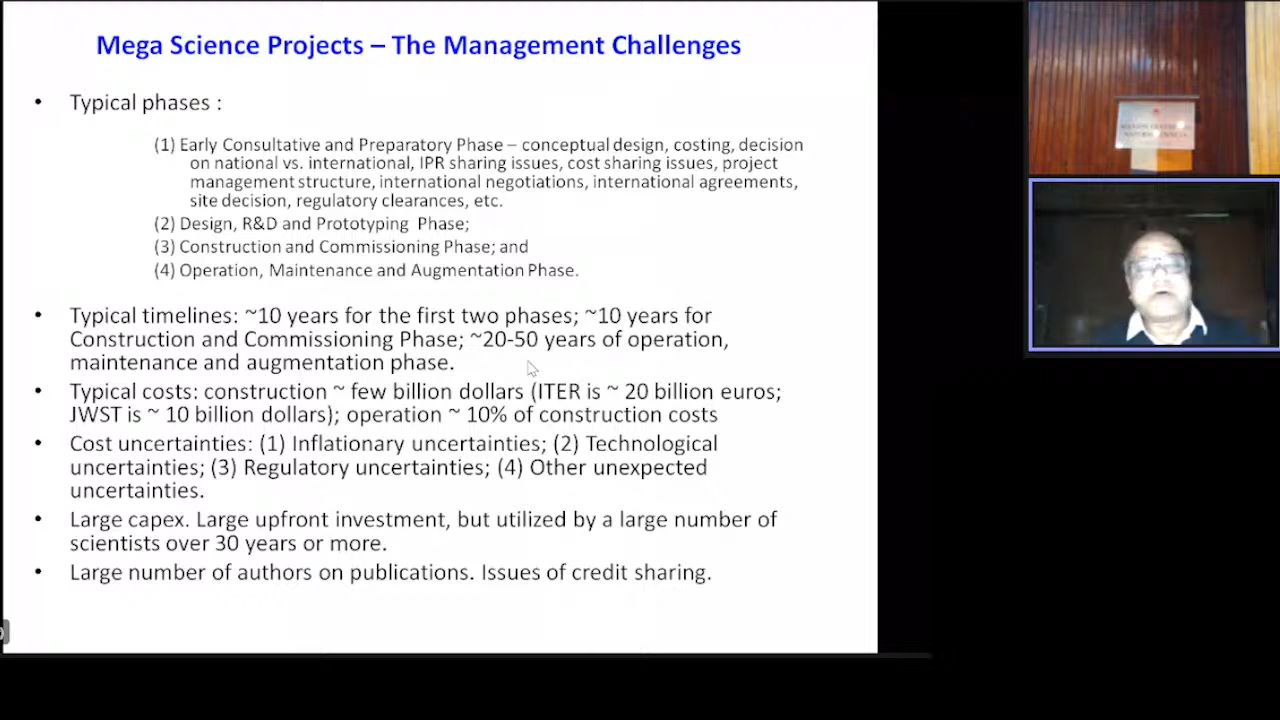 Mega Science Projects – The Management Challenges
• Typical phases :
(1) Early Consultative and Preparatory Phase – conceptual design, costing, decision
on national vs. international, IPR sharing issues, cost sharing issues, project
management structure, international negotiations, international agreements,
site decision, regulatory clearances, etc.
(2) Design, R&D and Prototyping Phase;
(3) Construction and Commissioning Phase; and
(4) Operation, Maintenance and Augmentation Phase.
• Typical timelines: ~10 years for the first two phases; ~10 years for
Construction and Commissioning Phase; ~20-50 years of operation,
maintenance and augmentation phase.
• Typical costs: construction ~ few billion dollars (ITER is ~ 20 billion euros;
JWST is ~ 10 billion dollars); operation ~ 10% of construction costs
• Cost uncertainties: (1) Inflationary uncertainties; (2) Technological
uncertainties; (3) Regulatory uncertainties; (4) Other unexpected
uncertainties.
• Large capex. Large upfront investment, but utilized by a large number of
scientists over 30 years or more.
• Large number of authors on publications. Issues of credit sharing.